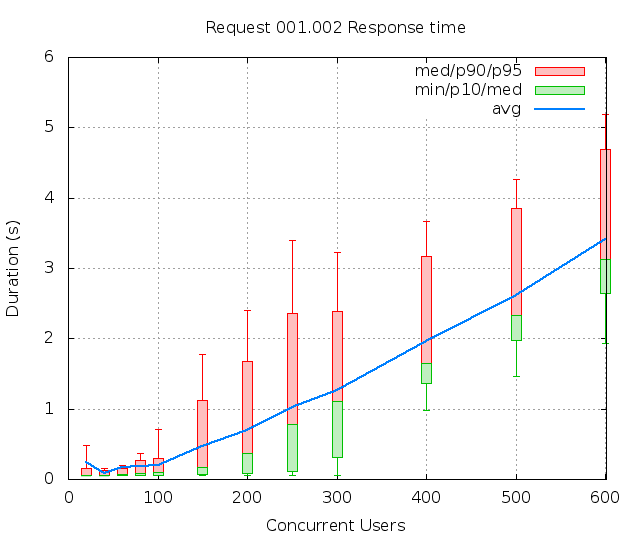 Request 001.002 Response time
med/p90/p95
min/p10/med
avg
Duration (s)
6
5
4
3
2
1
0
0 100 200 300 400 500 600
Concurrent Users